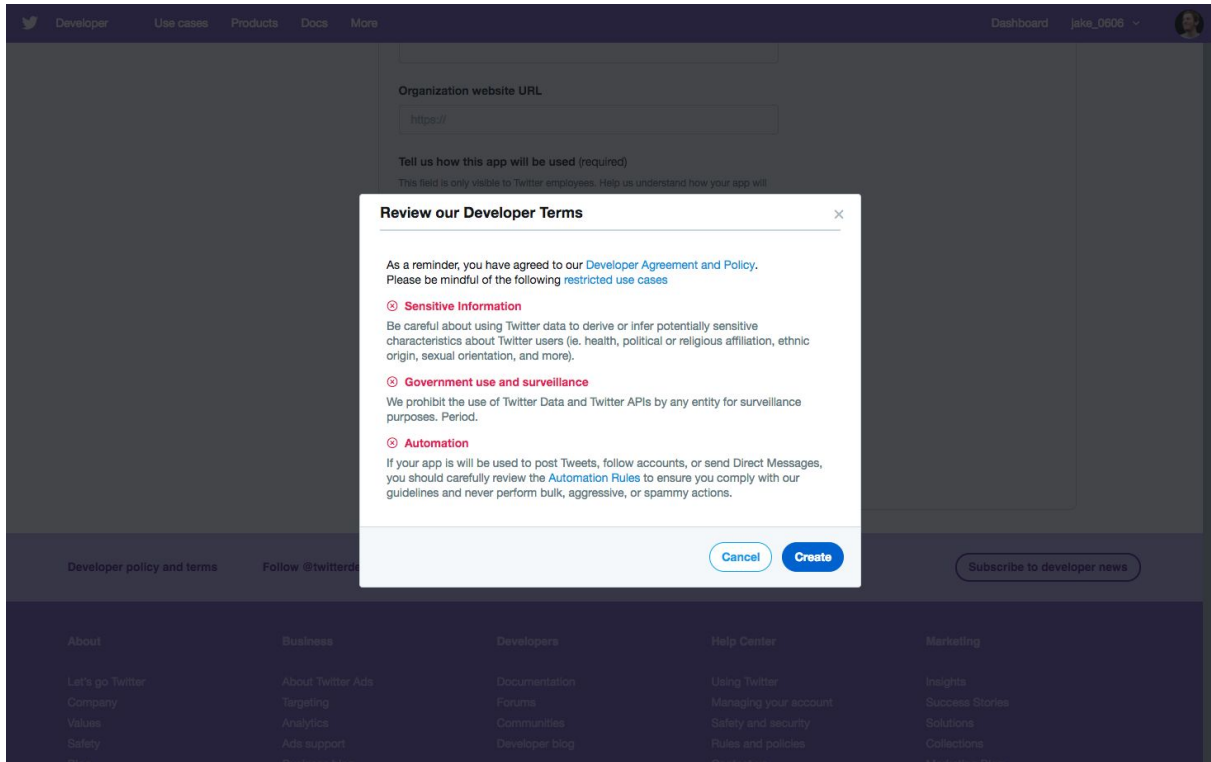 Developer Use cases Products Docs More Dashboard jake_0606
Organization website URL
https://
Tell us how this app will be used (required)
This field is only visible to Twitter employees. Help us understand how your app will
Review our Developer Terms
As a reminder, you have agreed to our Developer Agreement and Policy.
Please be mindful of the following restricted use cases
Sensitive Information
Be careful about using Twitter data to derive or infer potentially sensitive
characteristics about Twitter users (ie. health, political or religious affiliation, ethnic
origin, sexual orientation, and more).
Government use and surveillance
We prohibit the use of Twitter Data and Twitter APIs by any entity for surveillance
purposes. Period.
Automation
If your app is will be used to post Tweets, follow accounts, or send Direct Messages,
you should carefully review the Automation Rules to ensure you comply with our
guidelines and never perform bulk, aggressive, or spammy actions.
Cancel Create
Developer policy and terms Follow @twitterde Subscribe to developer news
About Business Developers Help Center Marketing
Let's go Twitter About Twitter Ads Documentation Using Twitter Insights
Company Targeting Forums Managing your account Success Stories
Values Analytics Communities Safety and security Solutions
Safety Ads support Developer blog Rules and policies Collections